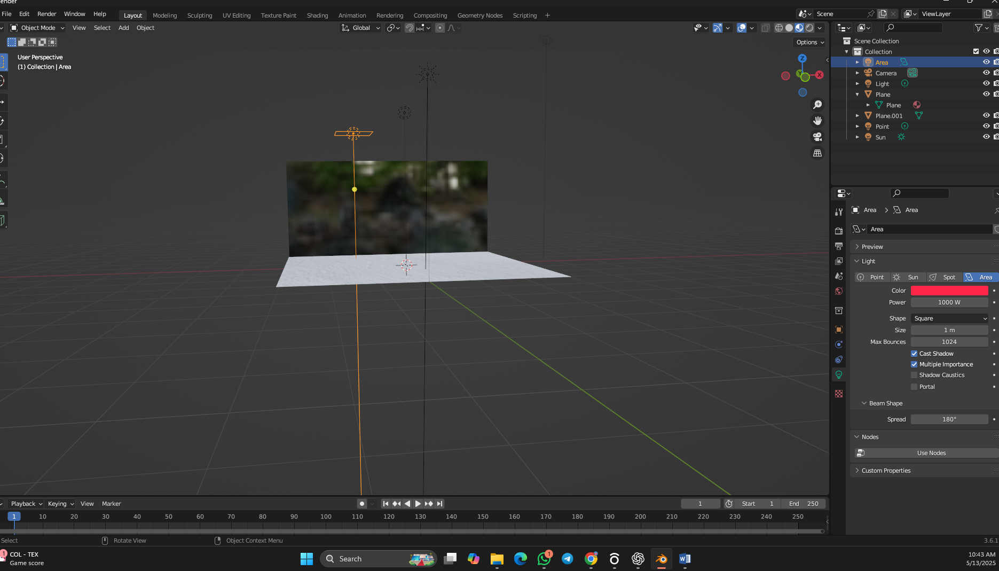 ender
File Edit Render Window Help Layout Modeling Sculpting UV Editing Texture Paint Shading Animation Rendering Compositing Geometry Nodes Scripting + Scene ViewLayer
Object Mode View Select Add Object Global
Options
User Perspective
(1) Collection | Area
Z
Y
X
Scene Collection
Collection
Area
Camera
Light
Plane
Plane
Plane.001
Point
Sun
Area > Area
Area
Preview
Light
Point Sun Spot Area
Color
Power 1000 W
Shape Square
Size 1 m
Max Bounces 1024
Cast Shadow
Multiple Importance
Shadow Caustics
Portal
Beam Shape
Spread 180°
Nodes
Use Nodes
Custom Properties
Playback Keying View Marker 1 Start 1 End 250
1 10 20 30 40 50 60 70 80 90 100 110 120 130 140 150 160 170 180 190 200 210 220 230 240 250
Select Rotate View Object Context Menu 3.6.1
1
COL - TEX
Game score
Search
1
10:43 AM
5/13/2025